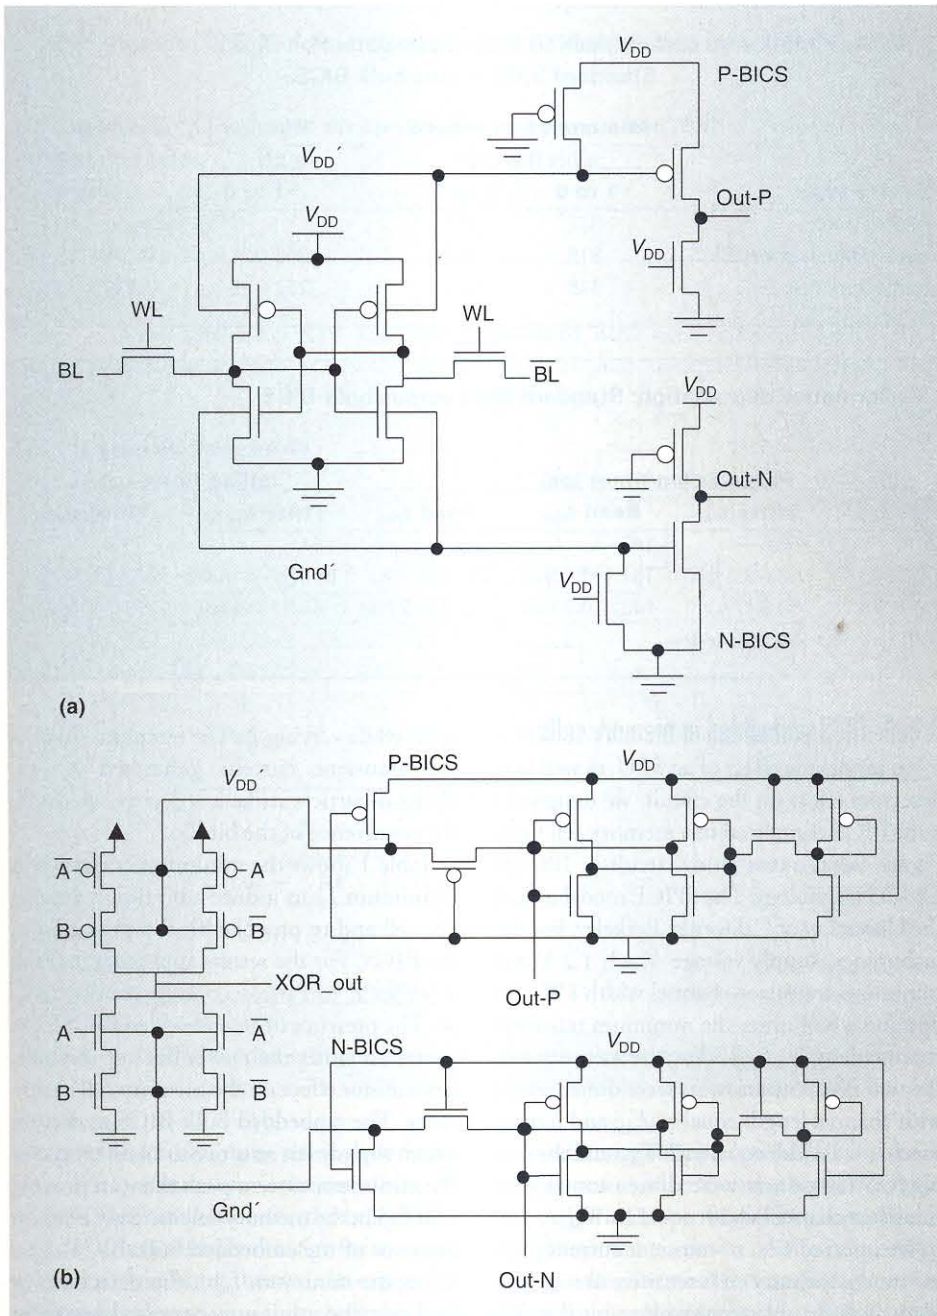 V_DD
P-BICS
V_DD´
Out-P
V_DD
V_DD
WL
WL
BL
B̅L̅
V_DD
Out-N
Gnd´
V_DD
N-BICS
(a)
P-BICS
V_DD´
V_DD
A̅
A
B
B̅
XOR_out
Out-P
A
A̅
N-BICS
V_DD
B
B̅
Gnd´
Out-N
(b)